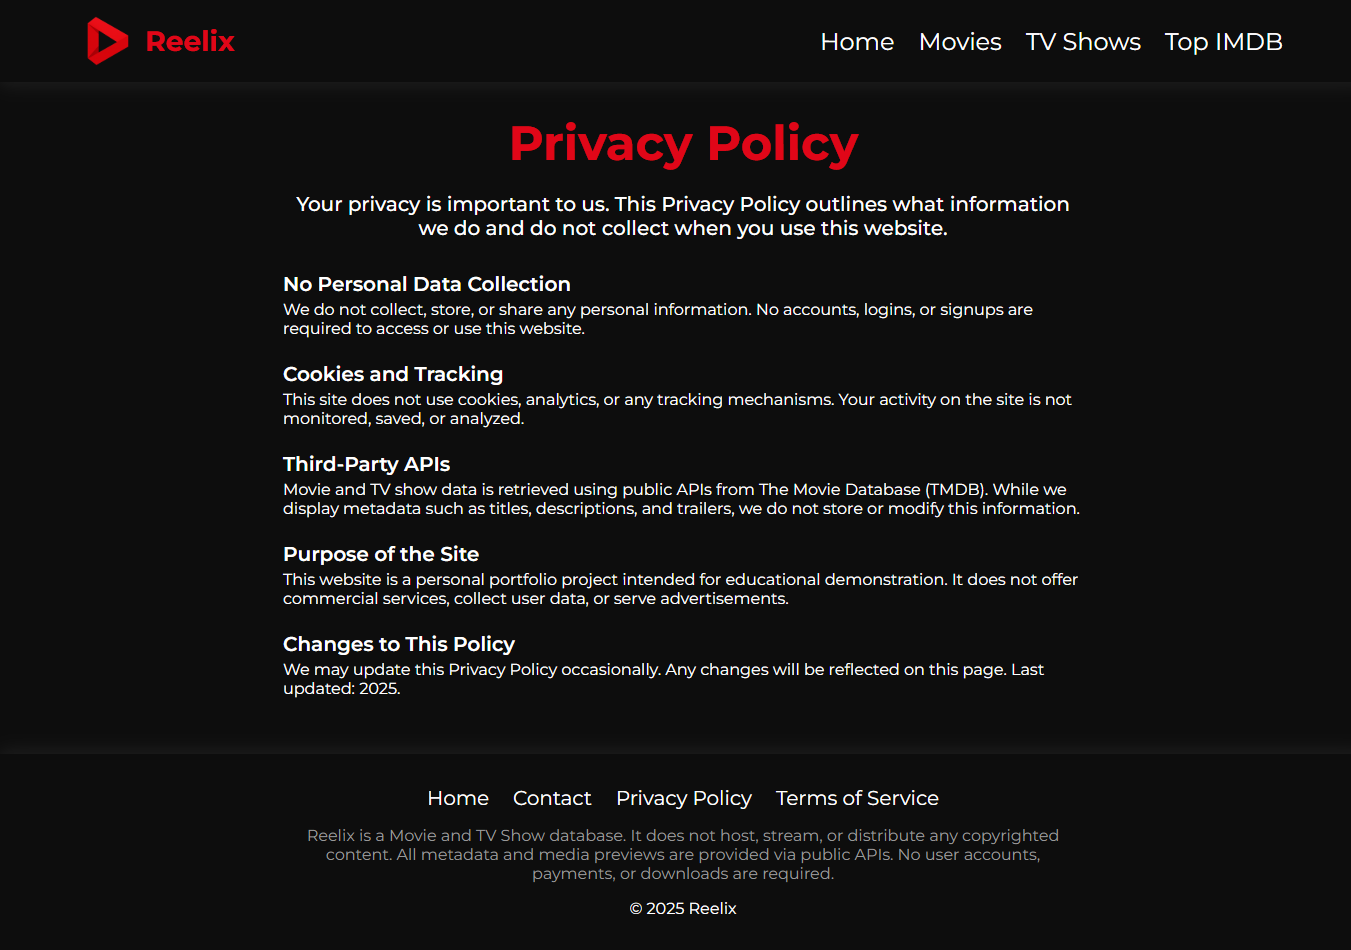 Reelix
Home Movies TV Shows Top IMDB
Privacy Policy
Your privacy is important to us. This Privacy Policy outlines what information
we do and do not collect when you use this website.
No Personal Data Collection
We do not collect, store, or share any personal information. No accounts, logins, or signups are
required to access or use this website.
Cookies and Tracking
This site does not use cookies, analytics, or any tracking mechanisms. Your activity on the site is not
monitored, saved, or analyzed.
Third-Party APIs
Movie and TV show data is retrieved using public APIs from The Movie Database (TMDB). While we
display metadata such as titles, descriptions, and trailers, we do not store or modify this information.
Purpose of the Site
This website is a personal portfolio project intended for educational demonstration. It does not offer
commercial services, collect user data, or serve advertisements.
Changes to This Policy
We may update this Privacy Policy occasionally. Any changes will be reflected on this page. Last
updated: 2025.
Home Contact Privacy Policy Terms of Service
Reelix is a Movie and TV Show database. It does not host, stream, or distribute any copyrighted
content. All metadata and media previews are provided via public APIs. No user accounts,
payments, or downloads are required.
© 2025 Reelix